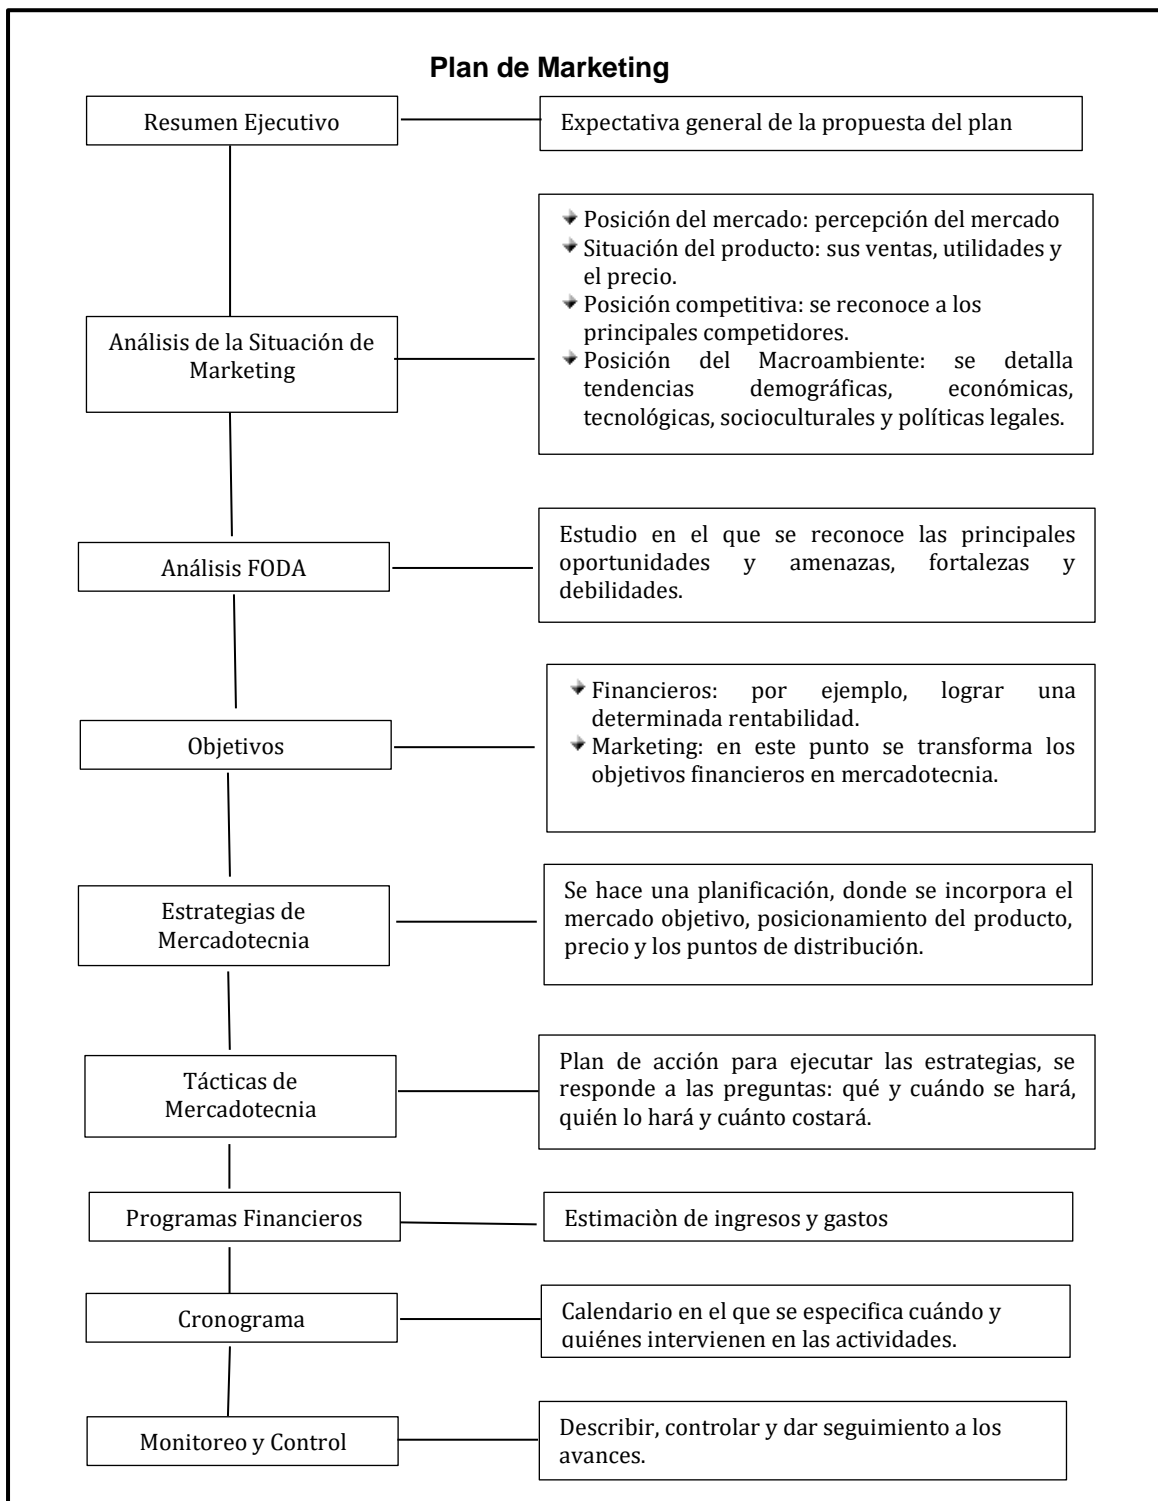 Plan de Marketing
Resumen Ejecutivo
Expectativa general de la propuesta del plan
Análisis de la Situación de
Marketing
Posición del mercado: percepción del mercado
Situación del producto: sus ventas, utilidades y
el precio.
Posición competitiva: se reconoce a los
principales competidores.
Posición del Macroambiente: se detalla
tendencias demográficas, económicas,
tecnológicas, socioculturales y políticas legales.
Análisis FODA
Estudio en el que se reconoce las principales
oportunidades y amenazas, fortalezas y
debilidades.
Objetivos
Financieros: por ejemplo, lograr una
determinada rentabilidad.
Marketing: en este punto se transforma los
objetivos financieros en mercadotecnia.
Estrategias de
Mercadotecnia
Se hace una planificación, donde se incorpora el
mercado objetivo, posicionamiento del producto,
precio y los puntos de distribución.
Tácticas de
Mercadotecnia
Plan de acción para ejecutar las estrategias, se
responde a las preguntas: qué y cuándo se hará,
quién lo hará y cuánto costará.
Programas Financieros
Estimaciòn de ingresos y gastos
Cronograma
Calendario en el que se especifica cuándo y
quiénes intervienen en las actividades.
Monitoreo y Control
Describir, controlar y dar seguimiento a los
avances.